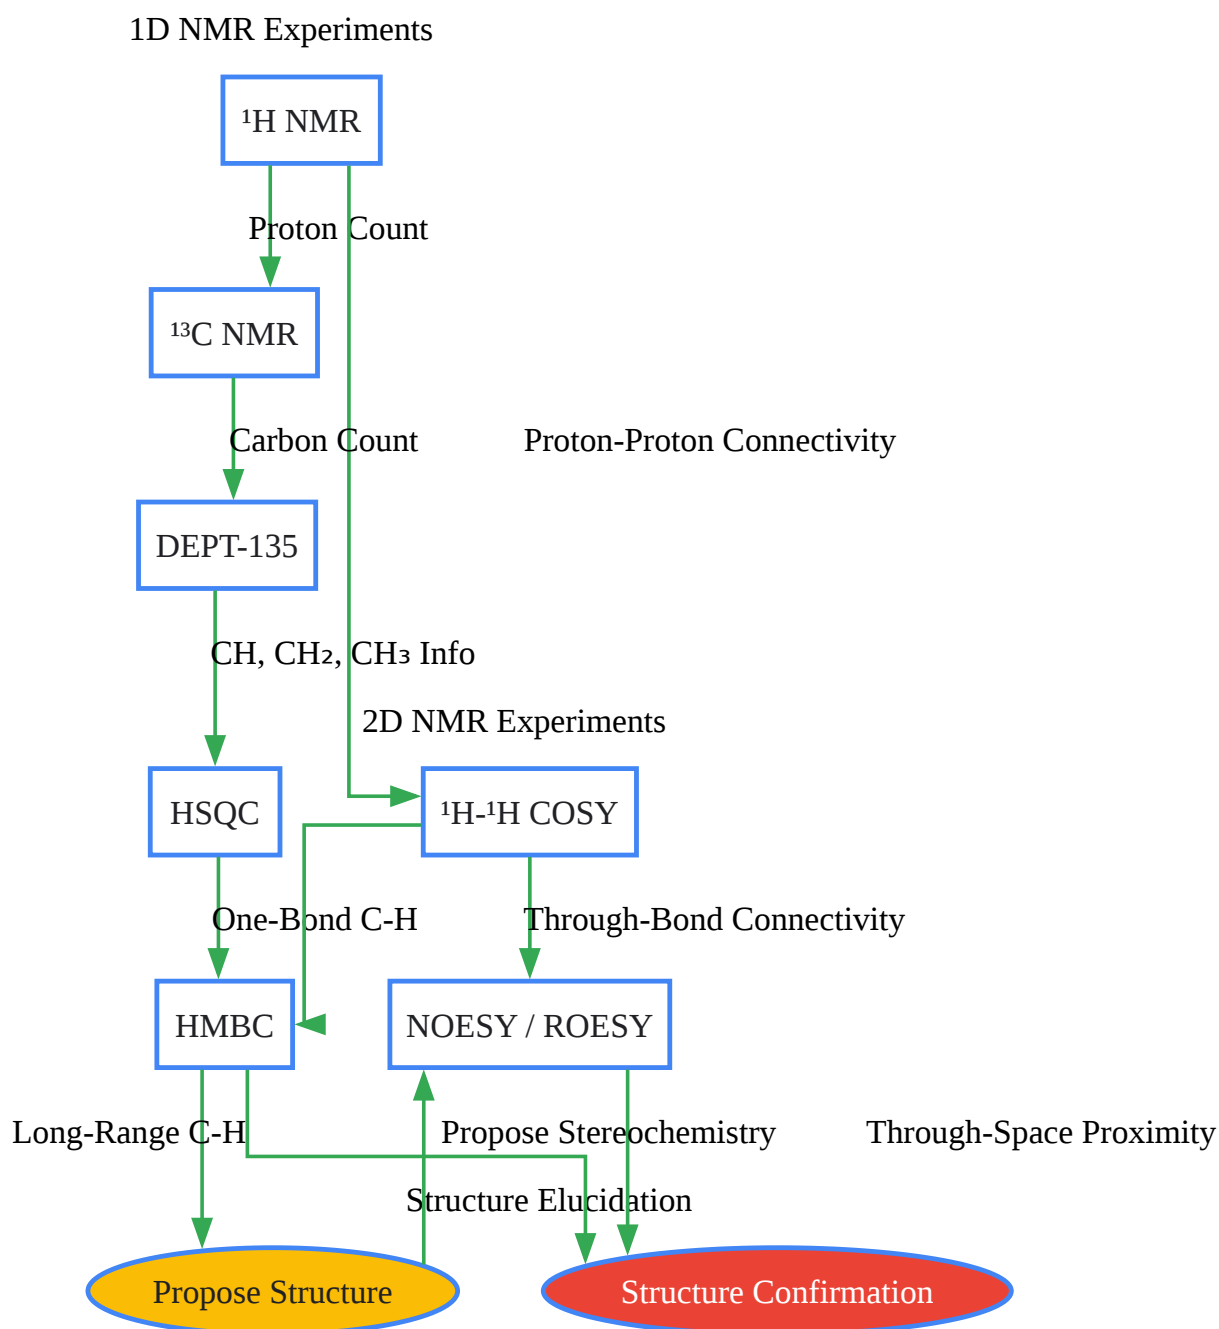 1D NMR Experiments
¹H NMR
Proton Count
¹³C NMR
Carbon Count
Proton-Proton Connectivity
DEPT-135
CH, CH₂, CH₃ Info
2D NMR Experiments
HSQC
¹H-¹H COSY
One-Bond C-H
Through-Bond Connectivity
HMBC
NOESY / ROESY
Long-Range C-H
Propose Stereochemistry
Through-Space Proximity
Structure Elucidation
Propose Structure
Structure Confirmation